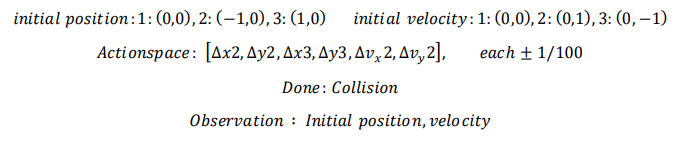 initial position: 1: (0,0), 2: (−1,0), 3: (1,0) initial velocity: 1: (0,0), 2: (0,1), 3: (0, −1)
Actionspace: [Δx2, Δy2, Δx3, Δy3, Δvₓ2, Δv_y2], each ± 1/100
Done: Collision
Observation : Initial position, velocity